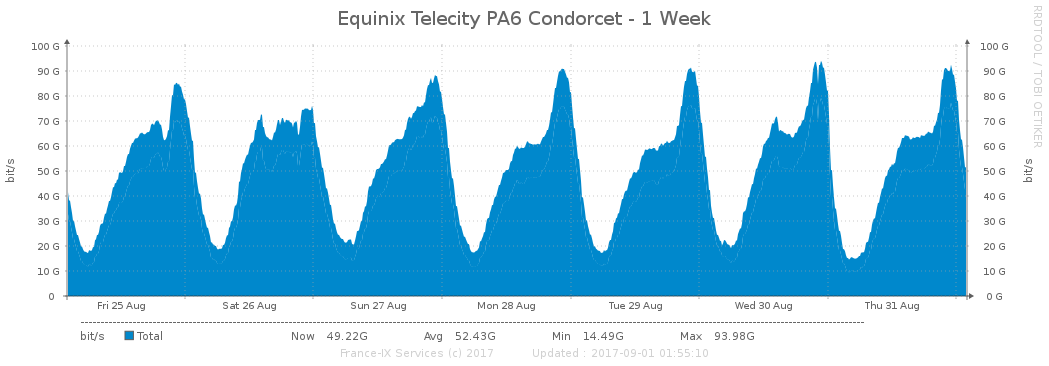 Equinix Telecity PA6 Condorcet - 1 Week
RRDTOOL / TOBI OETIKER
bit/s
100 G
90 G
80 G
70 G
60 G
50 G
40 G
30 G
20 G
10 G
0
100 G
90 G
80 G
70 G
60 G
50 G
40 G
30 G
20 G
10 G
0 G
bit/s
Fri 25 Aug Sat 26 Aug Sun 27 Aug Mon 28 Aug Tue 29 Aug Wed 30 Aug Thu 31 Aug
bit/s Total Now 49.22G Avg 52.43G Min 14.49G Max 93.98G
France-IX Services (c) 2017 Updated : 2017-09-01 01:55:10